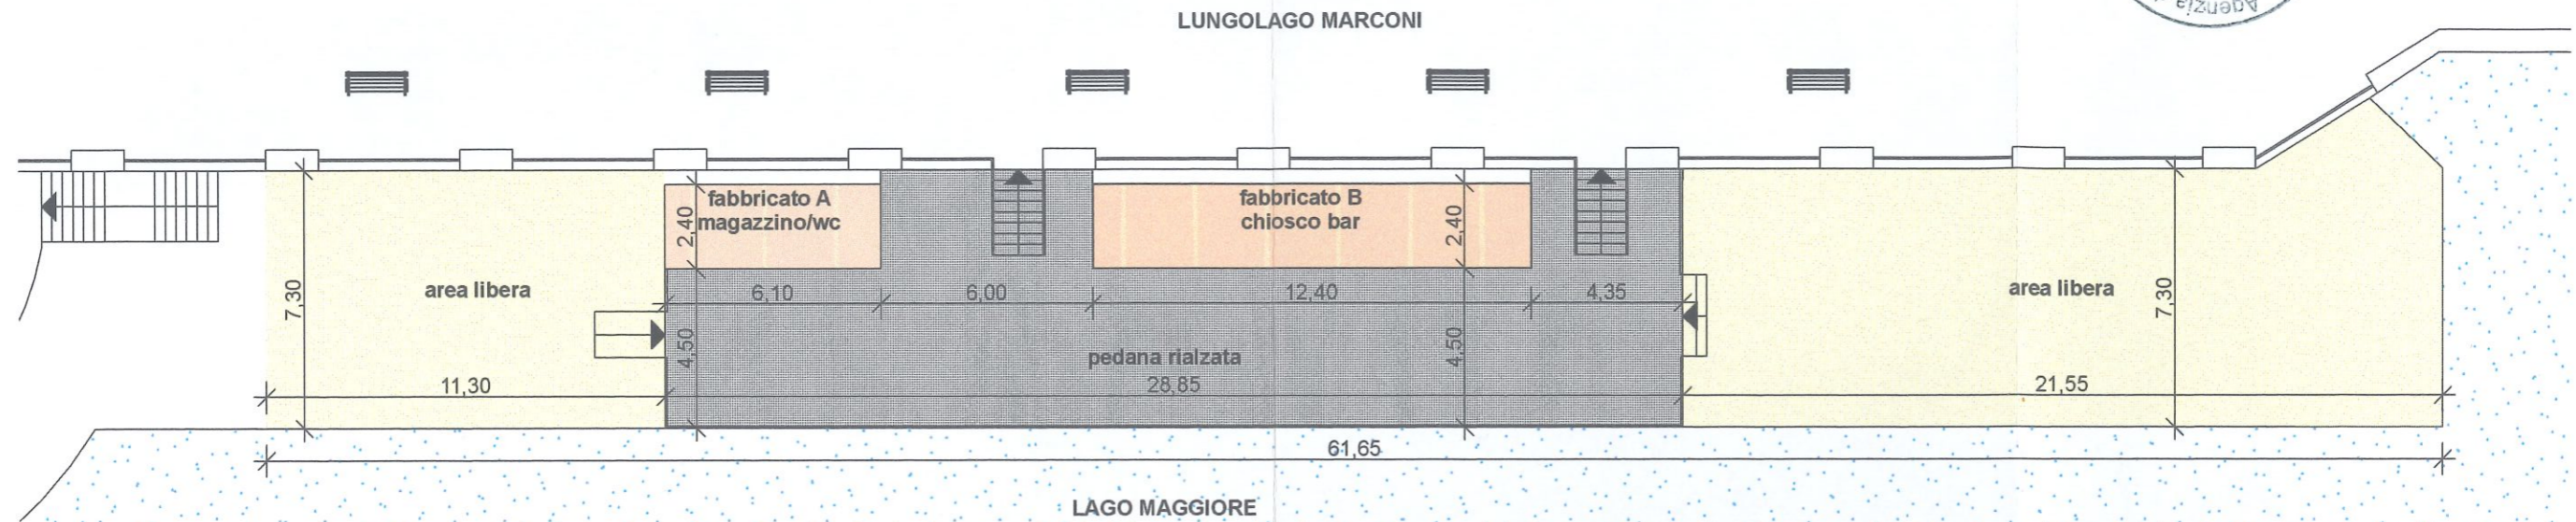 LUNGOLAGO MARCONI
Agenzia
fabbricato A
magazzino/wc
2,40
fabbricato B
chiosco bar
2,40
area libera
7,30
6,10
6,00
12,40
4,35
area libera
7,30
4,50
4,50
pedana rialzata
11,30
28,85
21,55
61,65
LAGO MAGGIORE